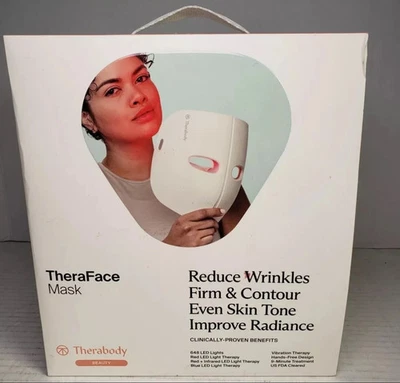 Therabody
TheraFace
Mask
Reduce Wrinkles
Firm & Contour
Even Skin Tone
Improve Radiance
CLINICALLY-PROVEN BENEFITS
648 LED Lights
Red LED Light Therapy
Red + Infrared LED Light Therapy
Blue LED Light Therapy
Vibration Therapy
Hands-Free Design
9-Minute Treatment
US FDA Cleared
Therabody
BEAUTY